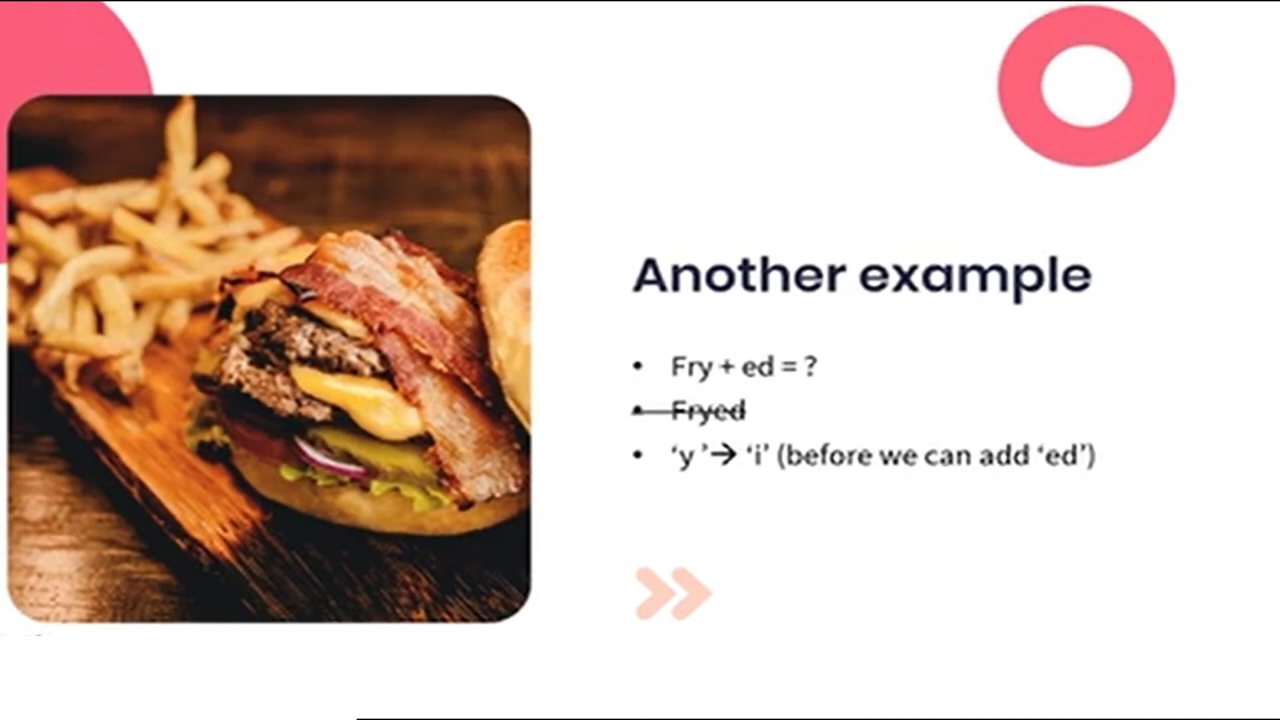 Another example
• Fry + ed = ?
• Fryed
• ‘y ’→ ‘i’ (before we can add ‘ed’)